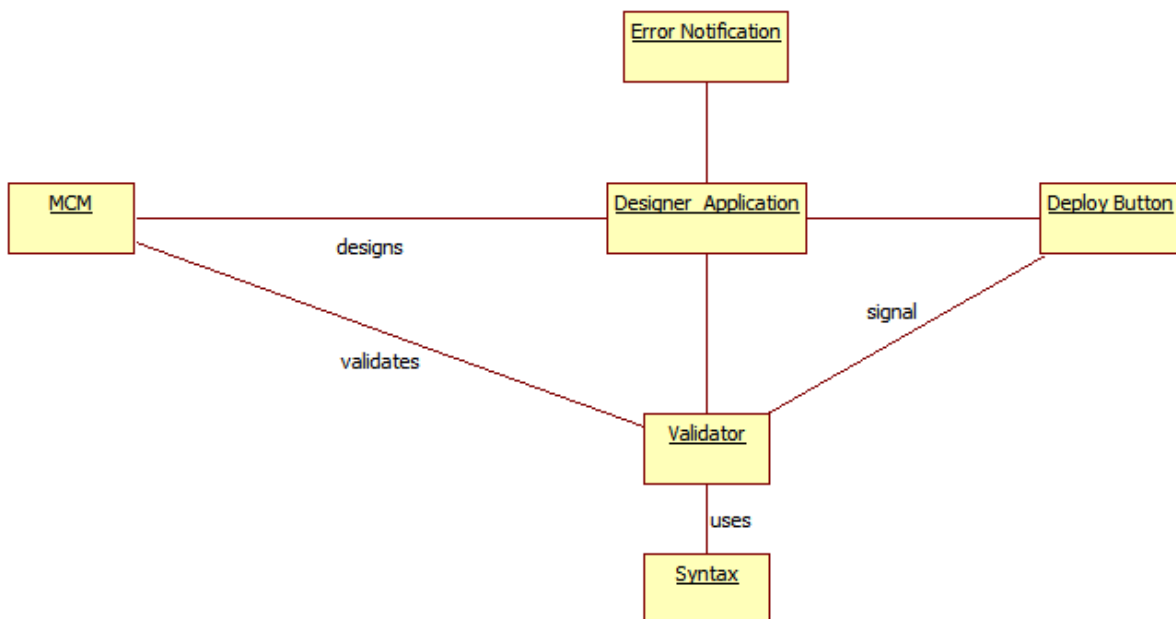 Error Notification
MCM
Designer Application
Deploy Button
designs
signal
validates
Validator
uses
Syntax